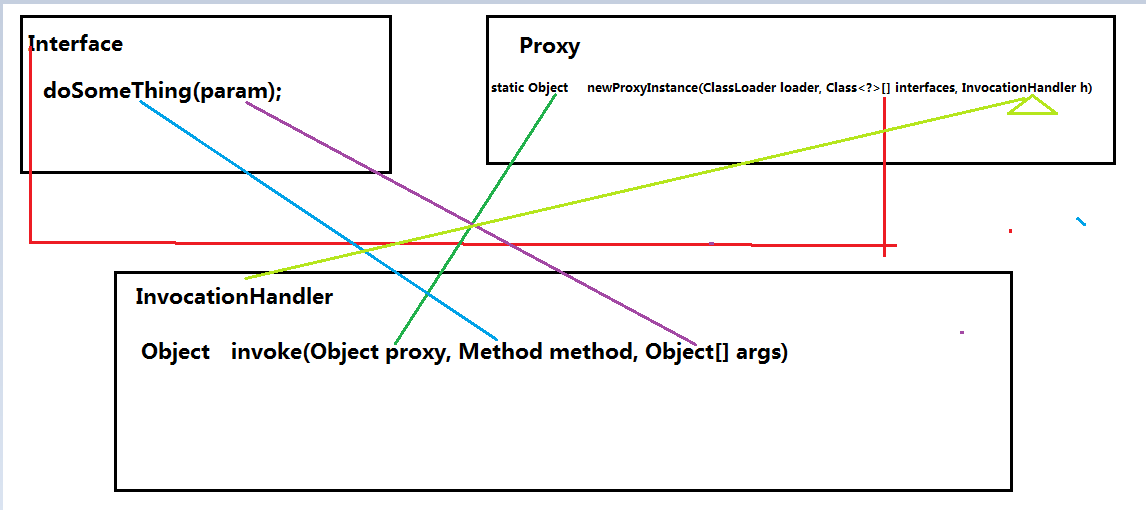 Interface
doSomeThing(param);
Proxy
static Object newProxyInstance(ClassLoader loader, Class<?>[] interfaces, InvocationHandler h)
InvocationHandler
Object invoke(Object proxy, Method method, Object[] args)